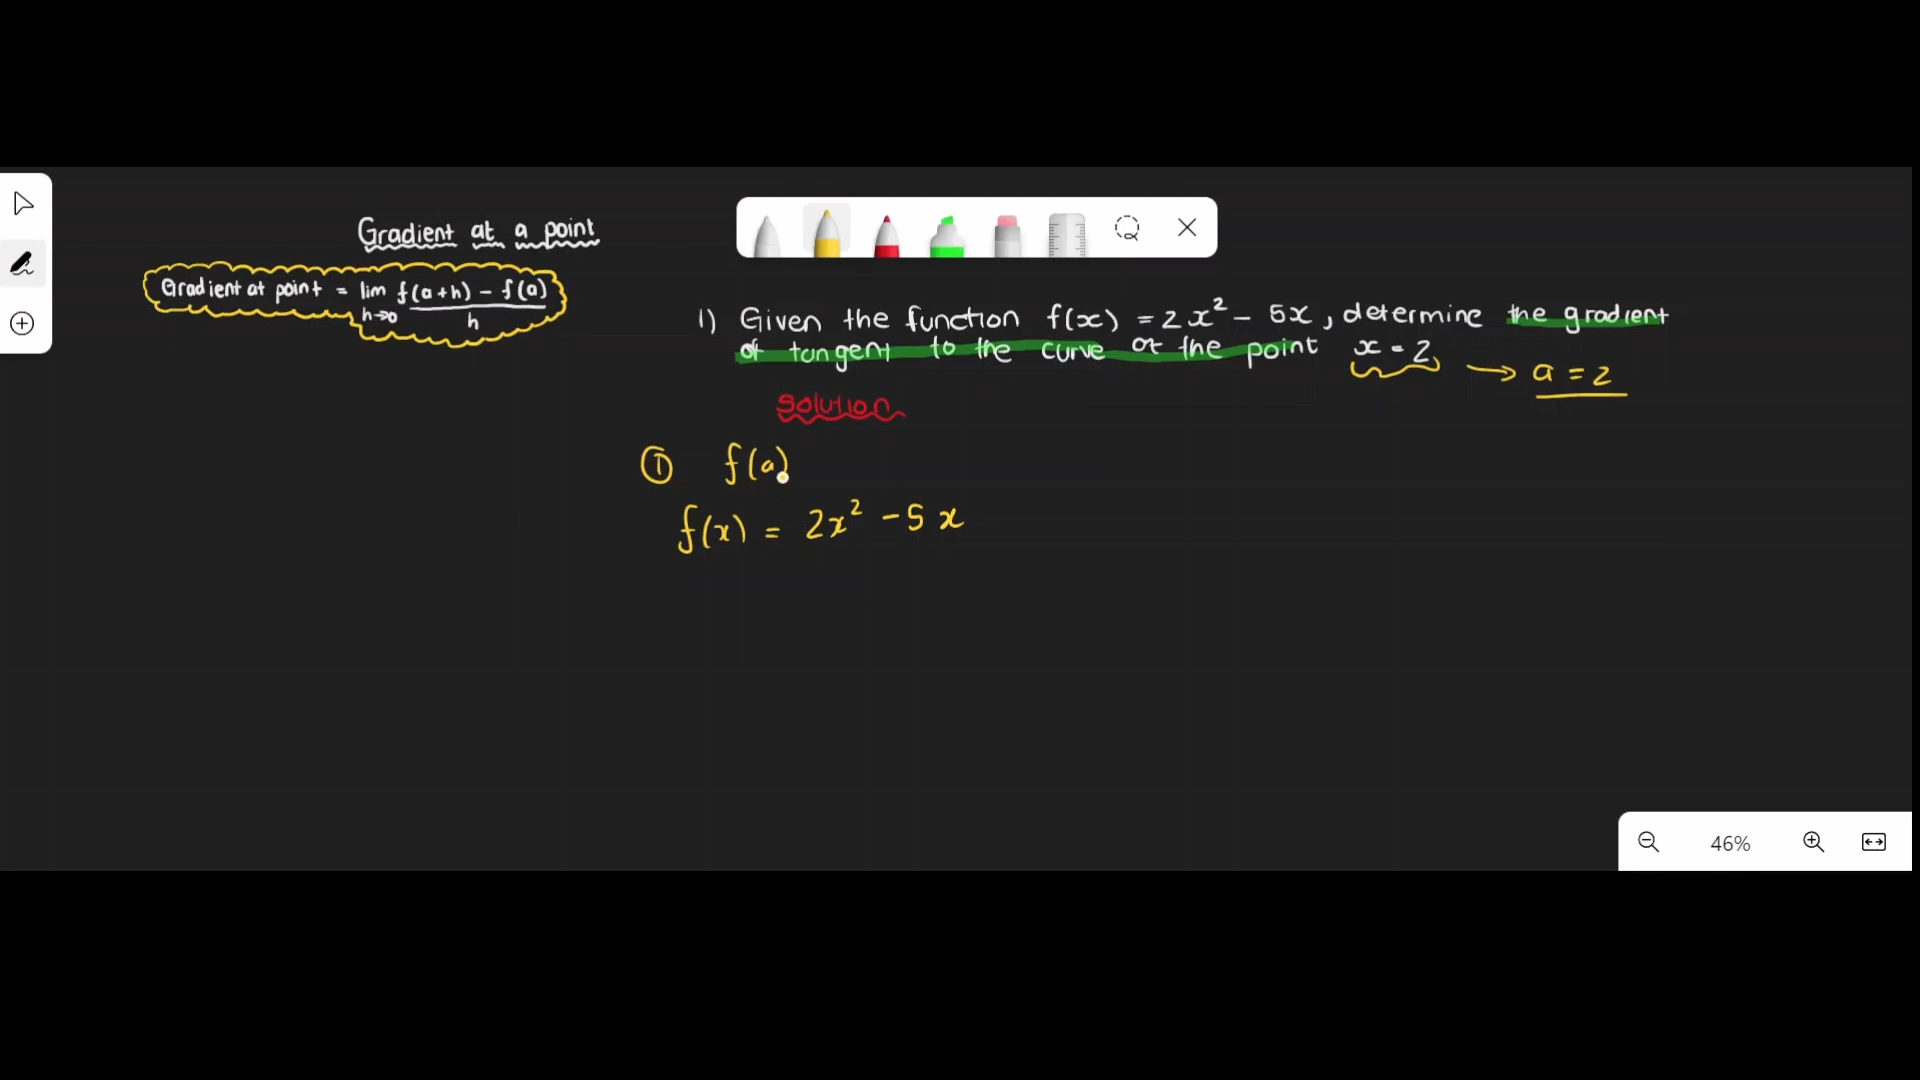 Gradient at a point
Gradient at point = lim f(a+h) - f(a)
h→0 h
1) Given the function f(x) = 2x² - 5x, determine the gradient
of tangent to the curve at the point x = 2
→ a = 2
Solution
① f(a)
f(x) = 2x² - 5x
46%